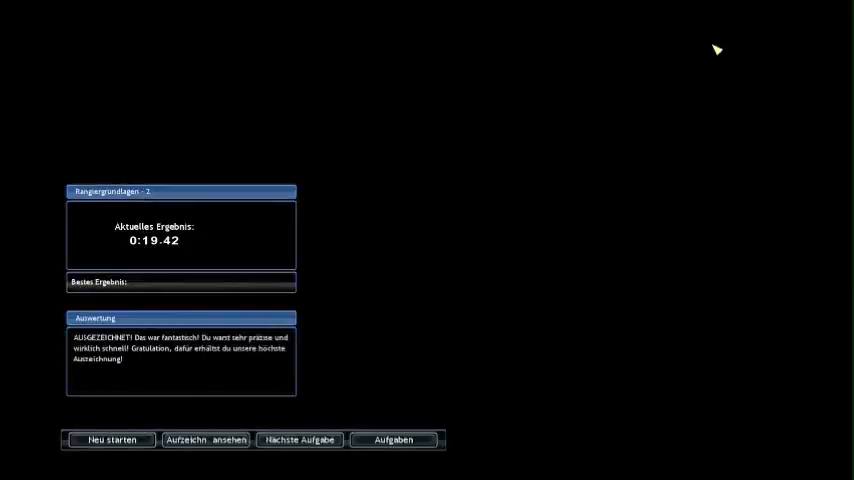 Rangiergrundlagen - 2
Aktuelles Ergebnis:
0:19.42
Bestes Ergebnis:
Auswertung
AUSGEZEICHNET! Das war fantastisch! Du warst sehr präzise und
wirklich schnell! Gratulation, dafür erhältst du unsere höchste
Auszeichnung!
Neu starten
Aufzeichn. ansehen
Nächste Aufgabe
Aufgaben